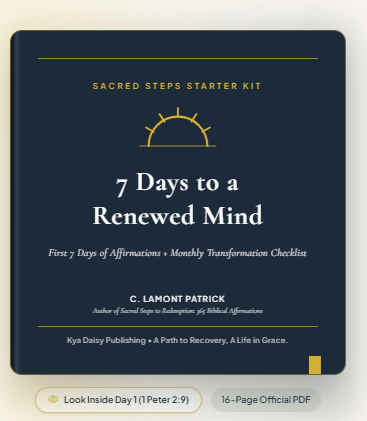 SACRED STEPS STARTER KIT
7 Days to a
Renewed Mind
First 7 Days of Affirmations + Monthly Transformation Checklist
C. LAMONT PATRICK
Author of Sacred Steps to Redemption: 365 Biblical Affirmations
Kya Daisy Publishing • A Path to Recovery, A Life in Grace.
Look Inside Day 1 (1 Peter 2:9)
16-Page Official PDF